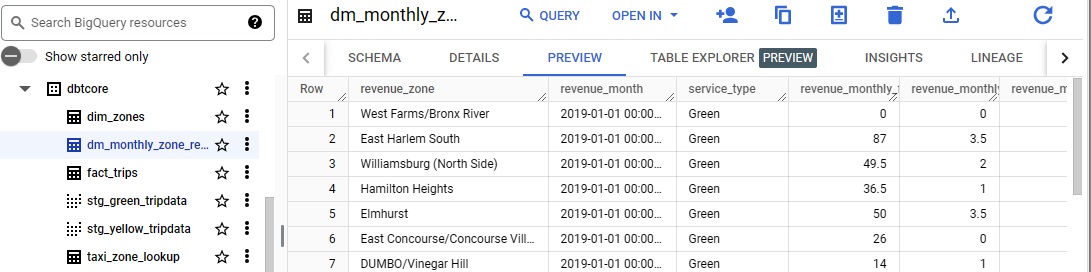 Search BigQuery resources
Show starred only
dbtcore
dim_zones
dm_monthly_zone_re...
fact_trips
stg_green_tripdata
stg_yellow_tripdata
taxi_zone_lookup
dm_monthly_z... QUERY OPEN IN
SCHEMA DETAILS PREVIEW TABLE EXPLORER PREVIEW INSIGHTS LINEAGE
Row revenue_zone revenue_month service_type revenue_monthly_ revenue_monthly revenue_m
1 West Farms/Bronx River 2019-01-01 00:00... Green 0 0
2 East Harlem South 2019-01-01 00:00... Green 87 3.5
3 Williamsburg (North Side) 2019-01-01 00:00... Green 49.5 2
4 Hamilton Heights 2019-01-01 00:00... Green 36.5 1
5 Elmhurst 2019-01-01 00:00... Green 50 3.5
6 East Concourse/Concourse Vill... 2019-01-01 00:00... Green 26 0
7 DUMBO/Vinegar Hill 2019-01-01 00:00... Green 14 1